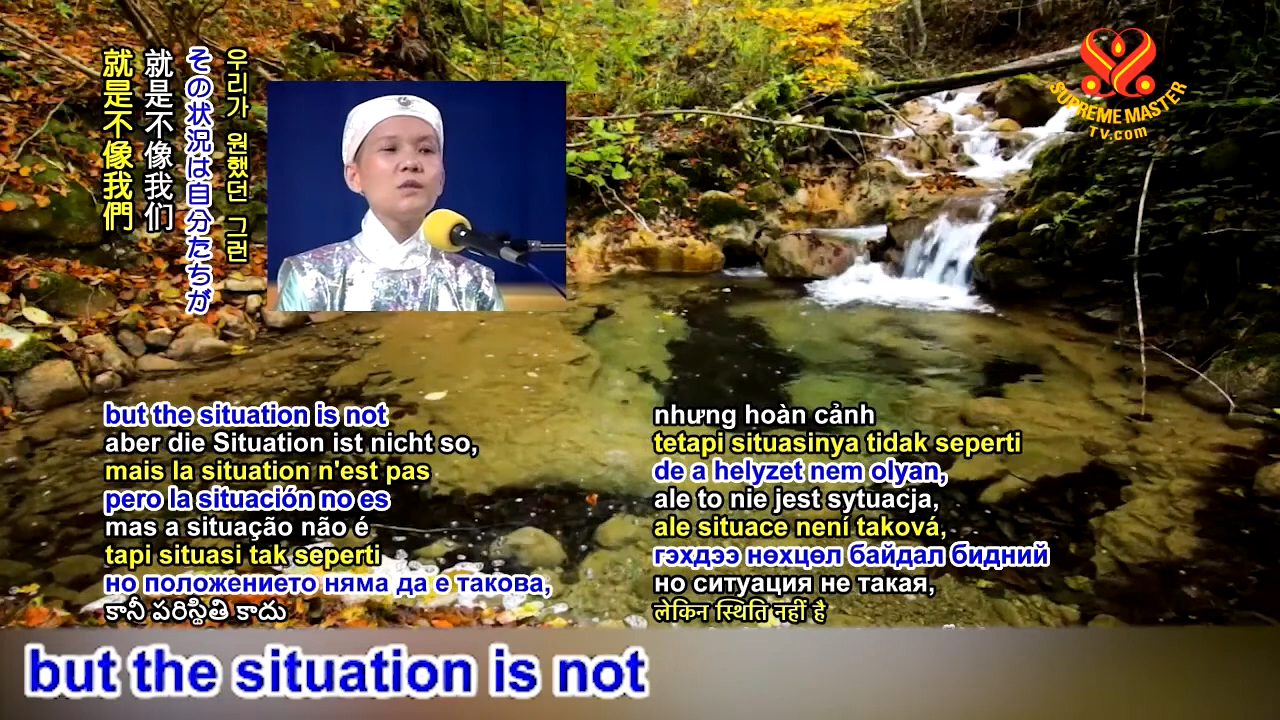 우리가 원했던 그런
その状況は自分たちが
就是不像我们
就是不像我們
SUPREME MASTER
TV.com
but the situation is not
aber die Situation ist nicht so,
mais la situation n'est pas
pero la situación no es
mas a situação não é
tapi situasi tak seperti
но положението няма да е такова,
కానీ పరిస్థితి కాదు
nhưng hoàn cảnh
tetapi situasinya tidak seperti
de a helyzet nem olyan,
ale to nie jest sytuacja,
ale situace není taková,
гэхдээ нөхцөл байдал бидний
но ситуация не такая,
लेकिन स्थिति नहीं है
but the situation is not